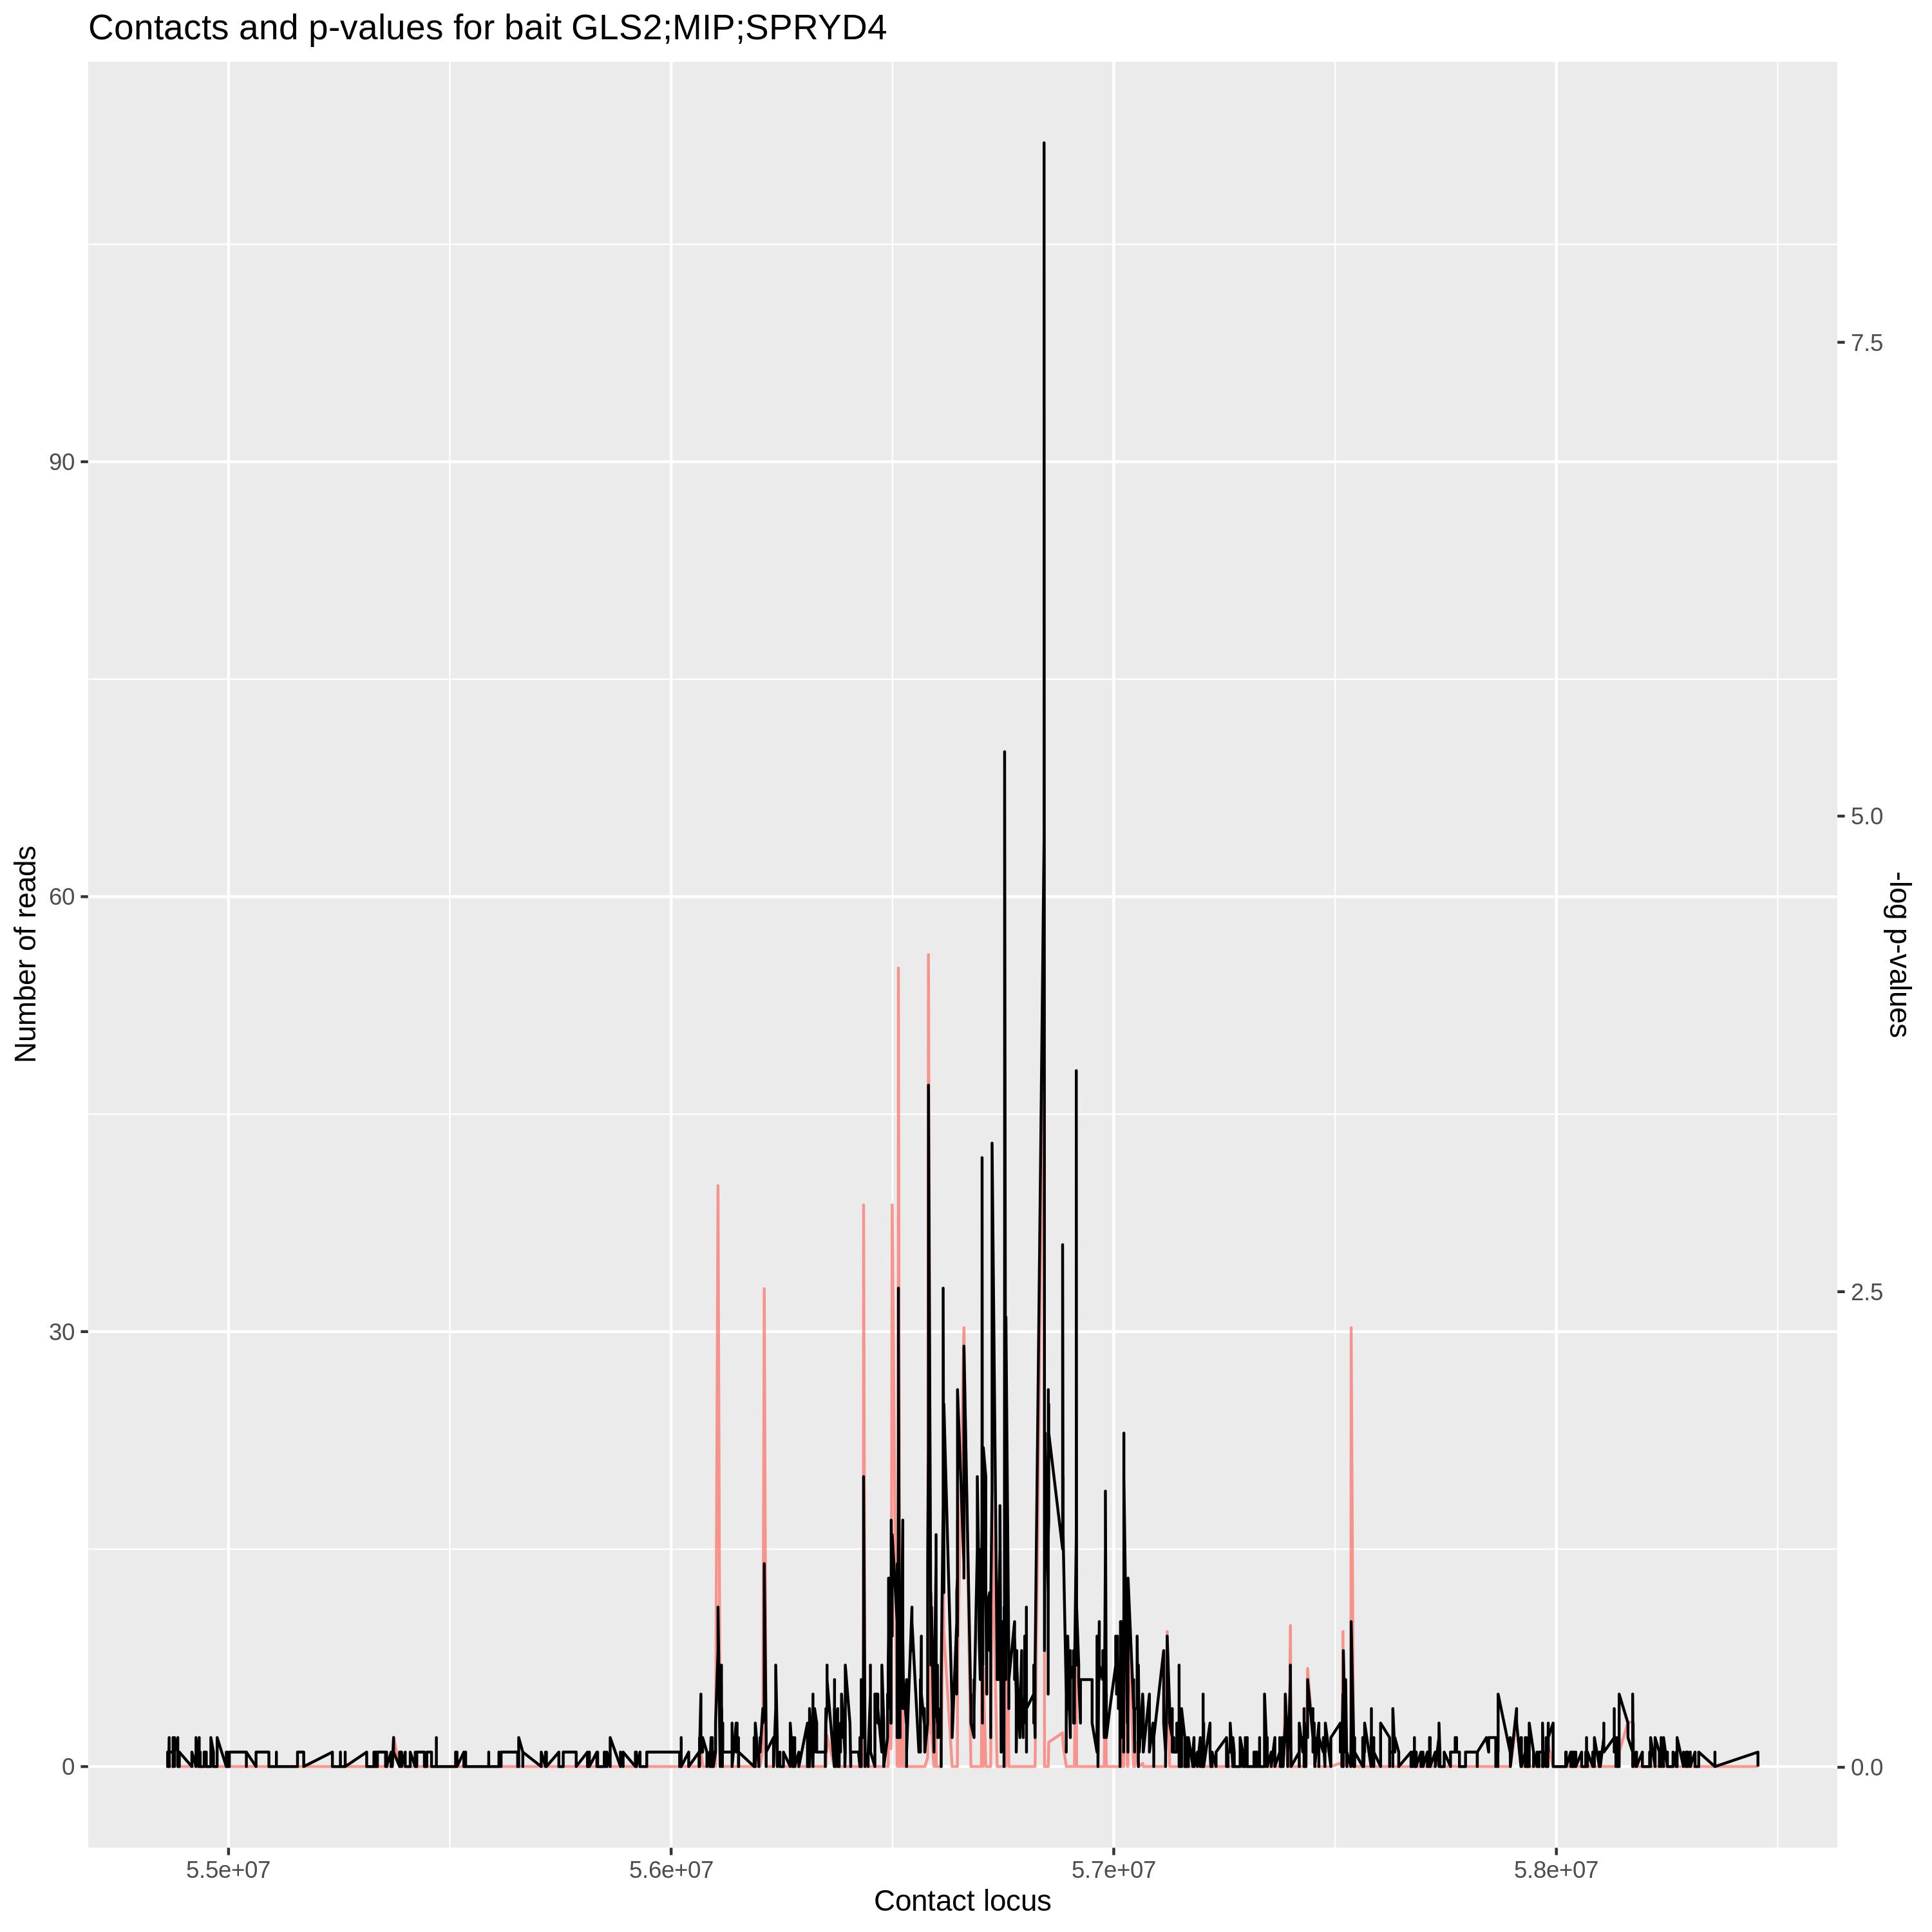 Contacts and p-values for bait GLS2;MIP;SPRYD4
Number of reads
90
60
30
0
7.5
5.0
2.5
0.0
-log p-values
5.5e+07
5.6e+07
5.7e+07
5.8e+07
Contact locus